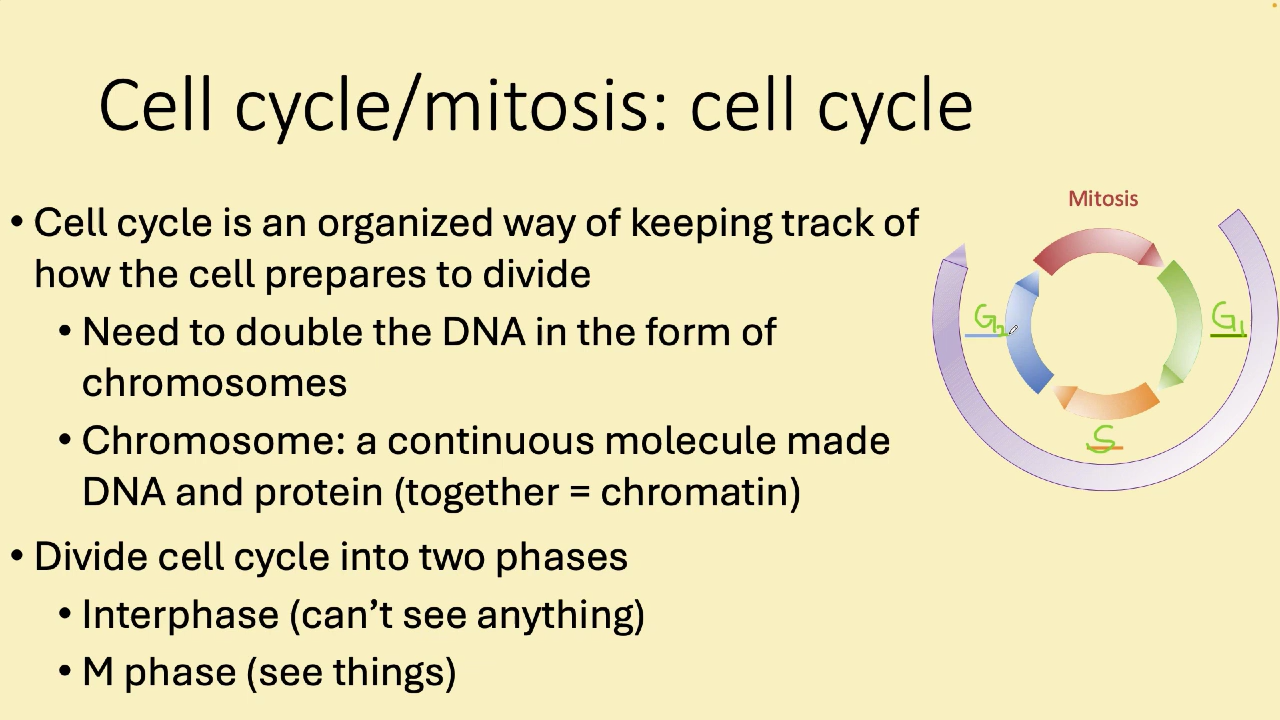 Cell cycle/mitosis: cell cycle
• Cell cycle is an organized way of keeping track of
how the cell prepares to divide
• Need to double the DNA in the form of
chromosomes
• Chromosome: a continuous molecule made
DNA and protein (together = chromatin)
• Divide cell cycle into two phases
• Interphase (can’t see anything)
• M phase (see things)
Mitosis
G₂
G₁
S